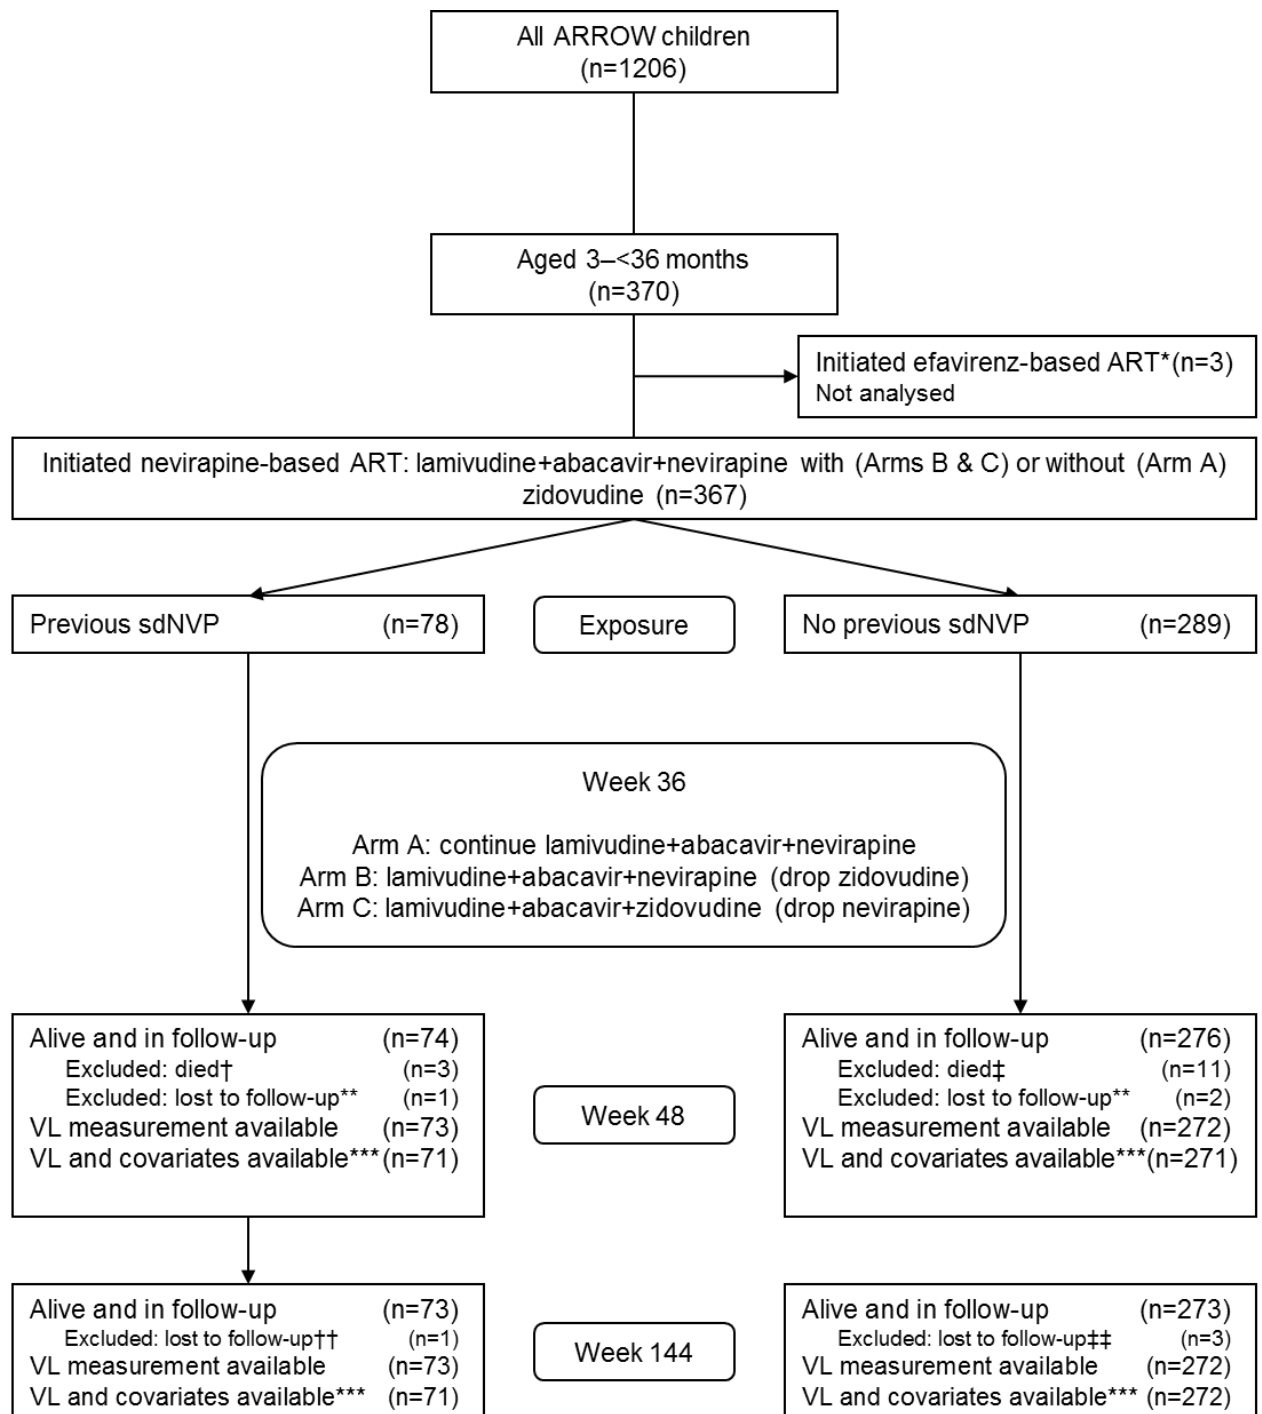 All ARROW children
(n=1206)
Aged 3–<36 months
(n=370)
Initiated efavirenz-based ART*(n=3)
Not analysed
Initiated nevirapine-based ART: lamivudine+abacavir+nevirapine with (Arms B & C) or without (Arm A)
zidovudine (n=367)
Previous sdNVP (n=78)
Exposure
No previous sdNVP (n=289)
Week 36
Arm A: continue lamivudine+abacavir+nevirapine
Arm B: lamivudine+abacavir+nevirapine (drop zidovudine)
Arm C: lamivudine+abacavir+zidovudine (drop nevirapine)
Alive and in follow-up (n=74)
Excluded: died† (n=3)
Excluded: lost to follow-up** (n=1)
VL measurement available (n=73)
VL and covariates available***(n=71)
Week 48
Alive and in follow-up (n=276)
Excluded: died‡ (n=11)
Excluded: lost to follow-up** (n=2)
VL measurement available (n=272)
VL and covariates available***(n=271)
Alive and in follow-up (n=73)
Excluded: lost to follow-up†† (n=1)
VL measurement available (n=73)
VL and covariates available*** (n=71)
Week 144
Alive and in follow-up (n=273)
Excluded: lost to follow-up‡‡ (n=3)
VL measurement available (n=272)
VL and covariates available*** (n=272)